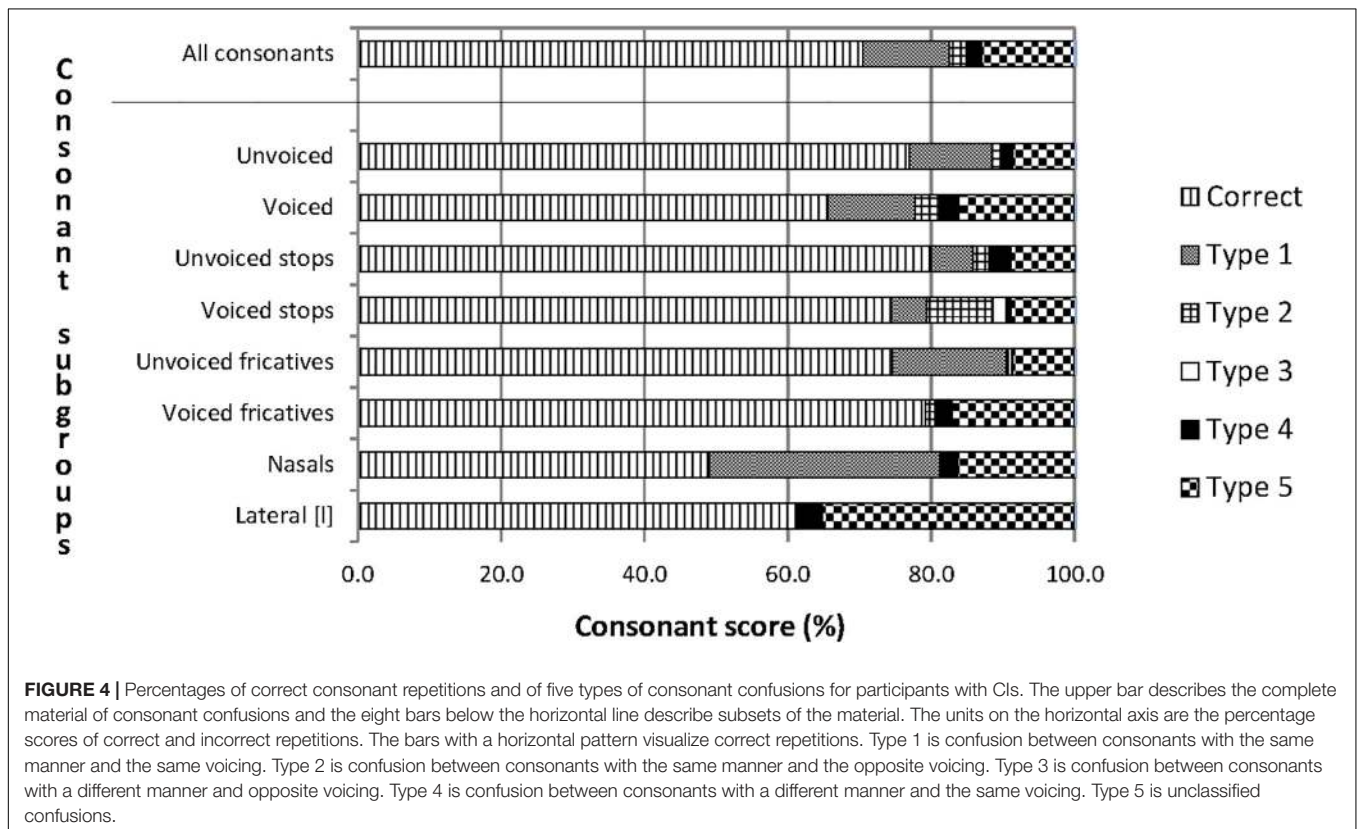 Consonant subgroups
All consonants
Unvoiced
Voiced
Unvoiced stops
Voiced stops
Unvoiced fricatives
Voiced fricatives
Nasals
Lateral [l]
0.0 20.0 40.0 60.0 80.0 100.0
Consonant score (%)
Correct
Type 1
Type 2
Type 3
Type 4
Type 5
FIGURE 4 | Percentages of correct consonant repetitions and of five types of consonant confusions for participants with CIs. The upper bar describes the complete
material of consonant confusions and the eight bars below the horizontal line describe subsets of the material. The units on the horizontal axis are the percentage
scores of correct and incorrect repetitions. The bars with a horizontal pattern visualize correct repetitions. Type 1 is confusion between consonants with the same
manner and the same voicing. Type 2 is confusion between consonants with the same manner and the opposite voicing. Type 3 is confusion between consonants
with a different manner and opposite voicing. Type 4 is confusion between consonants with a different manner and the same voicing. Type 5 is unclassified
confusions.